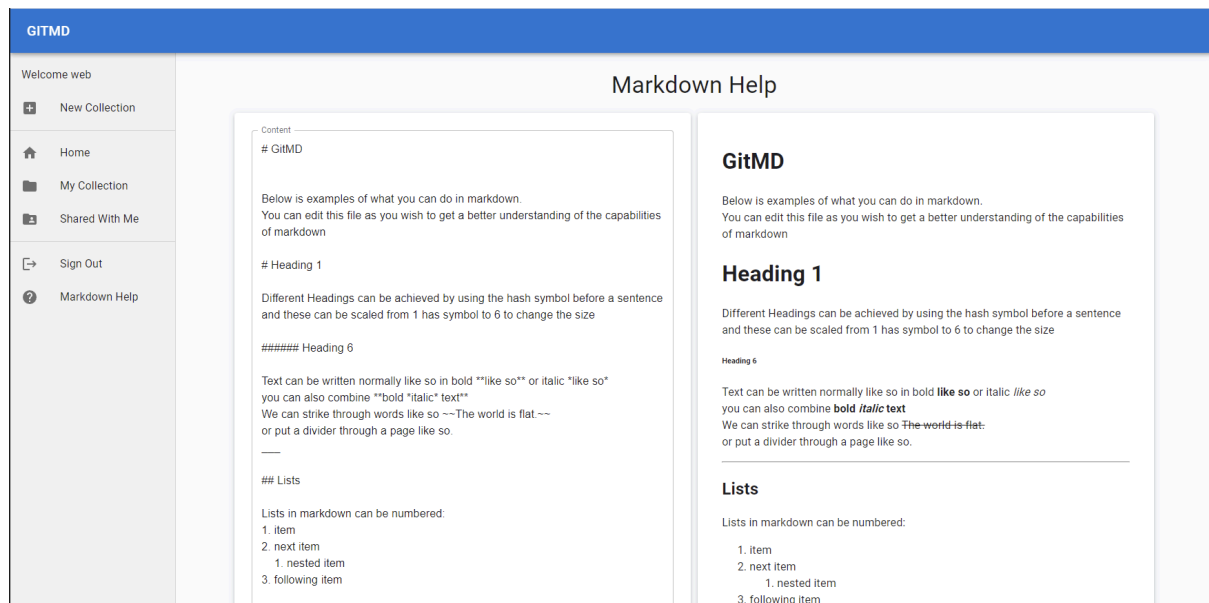 GITMD
Welcome web
New Collection
Home
My Collection
Shared With Me
Sign Out
Markdown Help
Markdown Help
Content
# GitMD
Below is examples of what you can do in markdown.
You can edit this file as you wish to get a better understanding of the capabilities
of markdown
# Heading 1
Different Headings can be achieved by using the hash symbol before a sentence
and these can be scaled from 1 has symbol to 6 to change the size
###### Heading 6
Text can be written normally like so in bold **like so** or italic *like so*
you can also combine **bold *italic* text**
We can strike through words like so ~~The world is flat.~~
or put a divider through a page like so.
___
## Lists
Lists in markdown can be numbered:
1. item
2. next item
1. nested item
3. following item
GitMD
Below is examples of what you can do in markdown.
You can edit this file as you wish to get a better understanding of the capabilities
of markdown
Heading 1
Different Headings can be achieved by using the hash symbol before a sentence
and these can be scaled from 1 has symbol to 6 to change the size
Heading 6
Text can be written normally like so in bold like so or italic like so
you can also combine bold italic text
We can strike through words like so The world is flat.
or put a divider through a page like so.
Lists
Lists in markdown can be numbered:
1. item
2. next item
1. nested item
3. following item